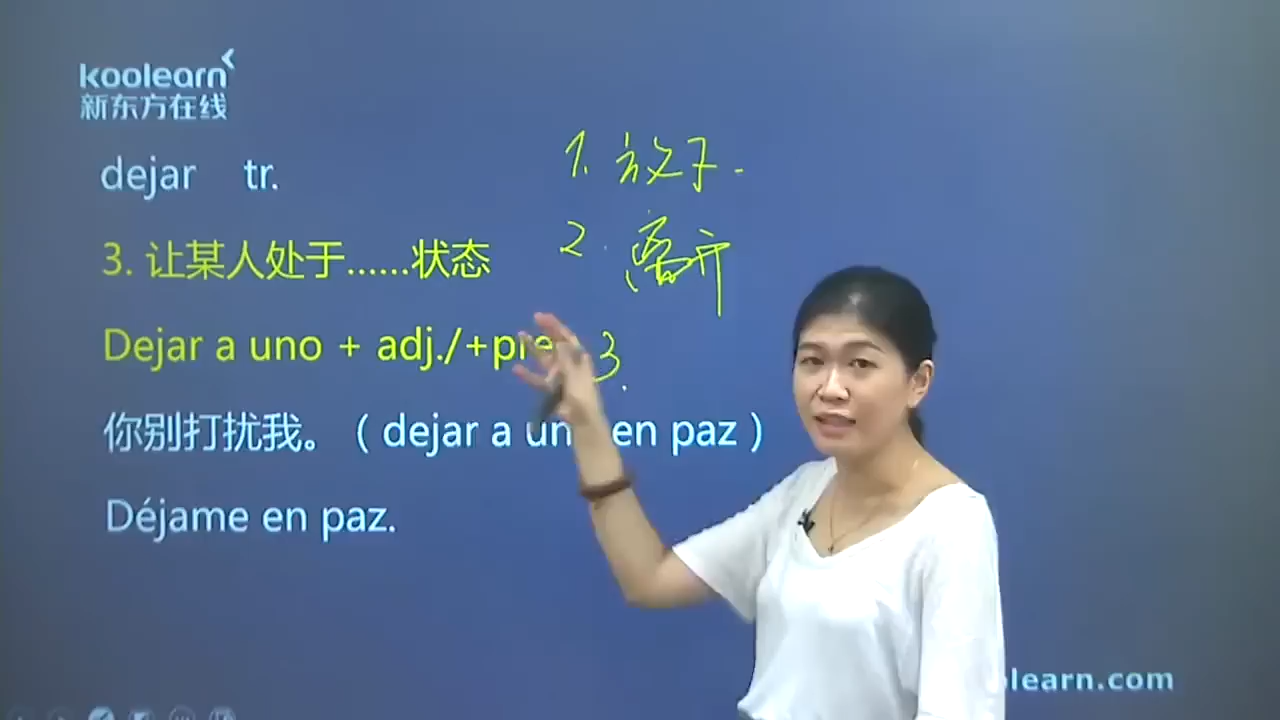 koolearn
新东方在线
dejar tr.
3. 让某人处于……状态
Dejar a uno + adj./+pre
你别打扰我。（dejar a un en paz）
Déjame en paz.
1. 放下.
2. 离开
3.
learn.com